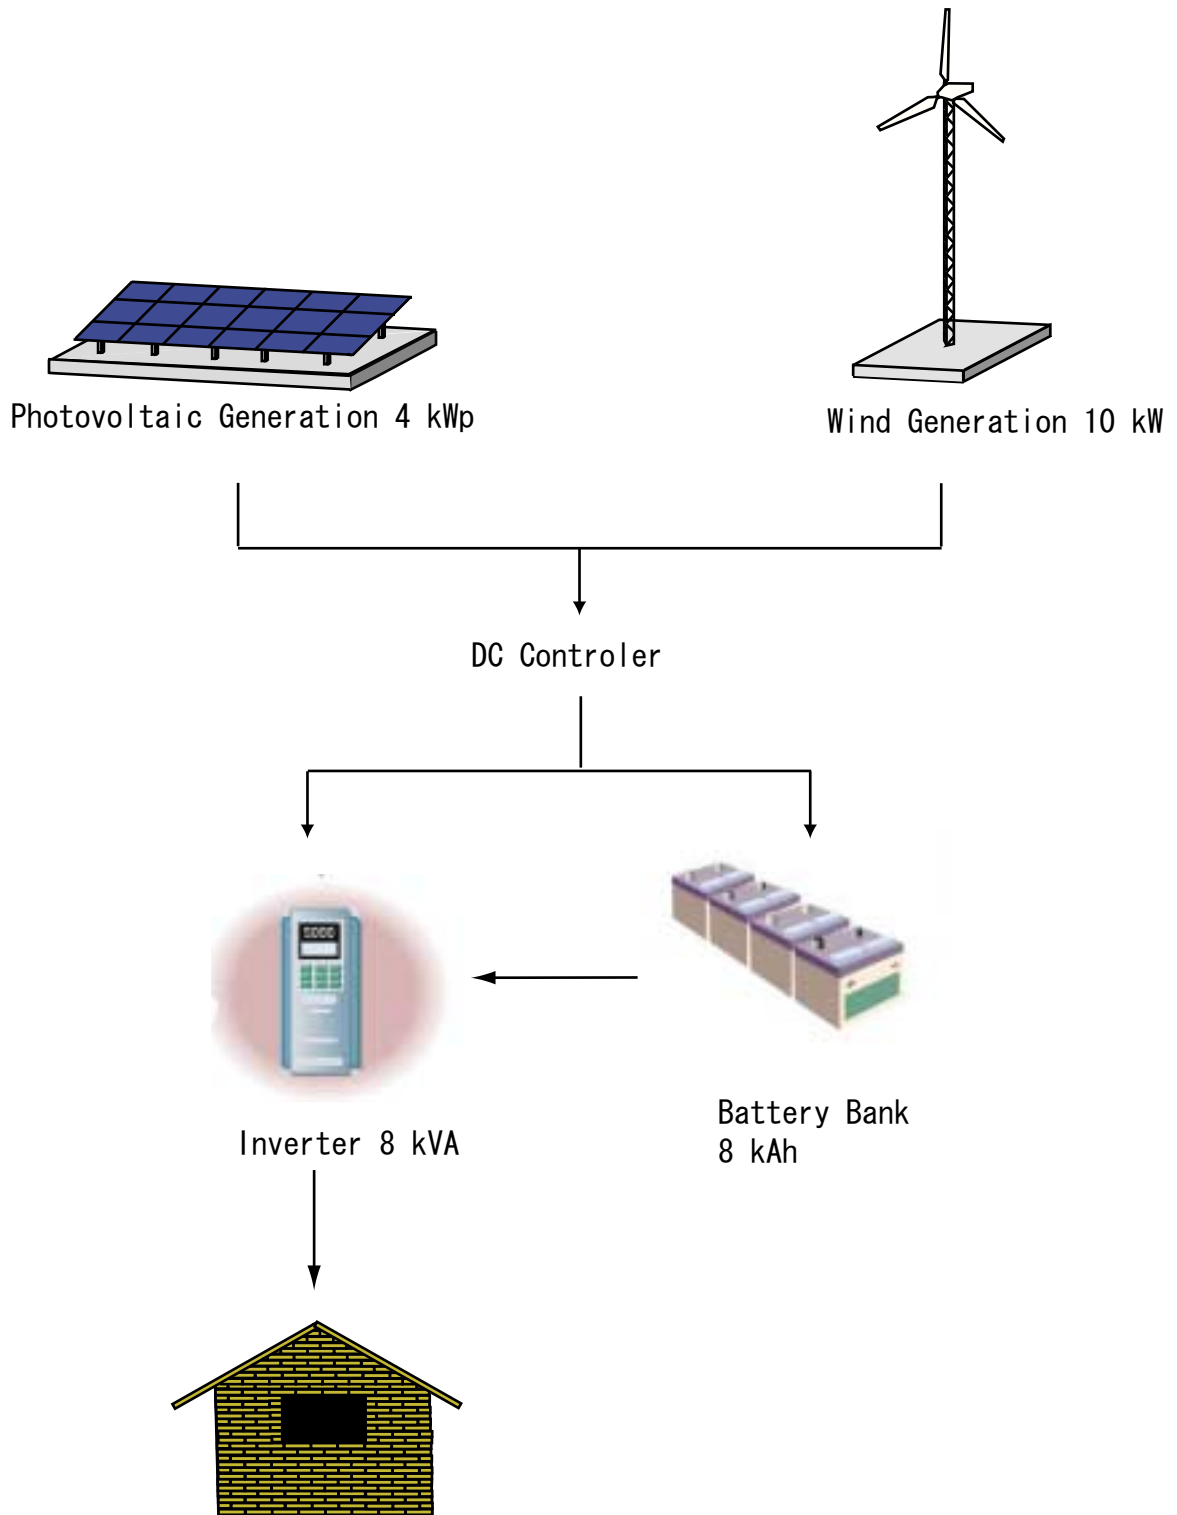 Photovoltaic Generation 4 kWp
Wind Generation 10 kW
DC Controler
Inverter 8 kVA
Battery Bank
8 kAh